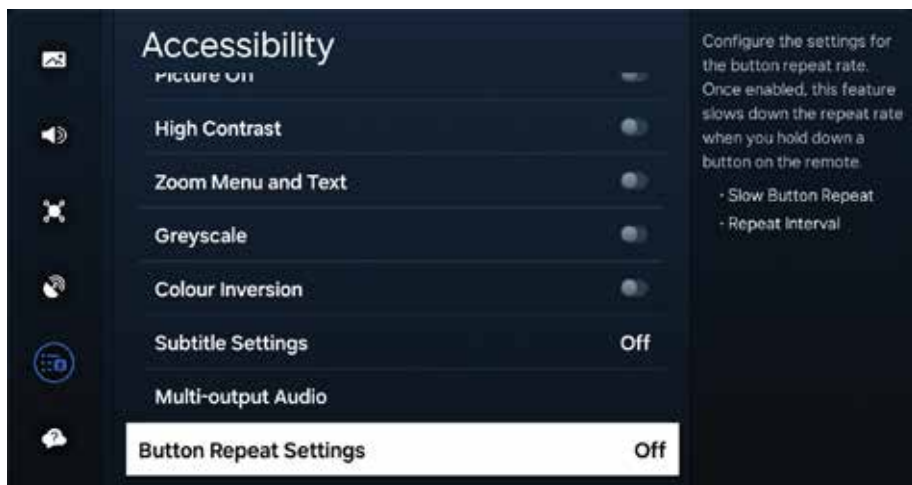 Accessibility
Picture Off
High Contrast
Zoom Menu and Text
Greyscale
Colour Inversion
Subtitle Settings Off
Multi-output Audio
Button Repeat Settings Off
Configure the settings for
the button repeat rate.
Once enabled, this feature
slows down the repeat rate
when you hold down a
button on the remote.
· Slow Button Repeat
· Repeat Interval